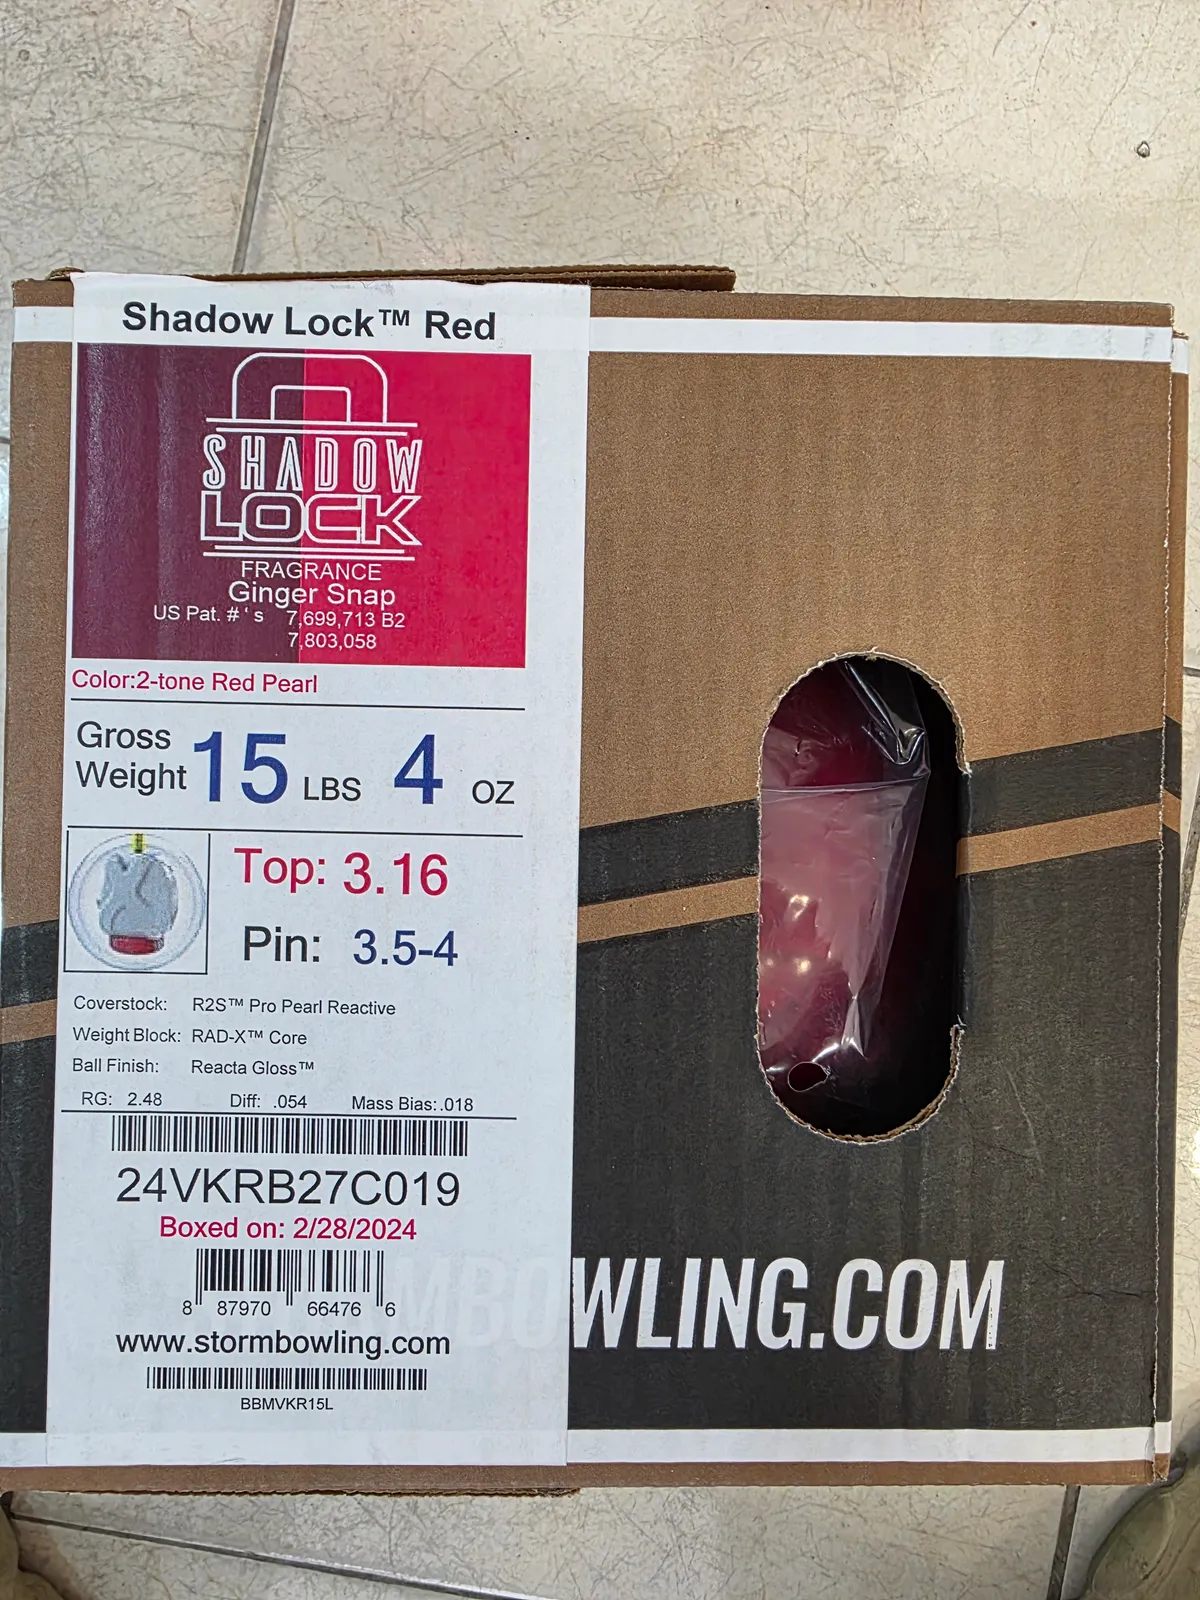 Shadow Lock™ Red
SHADOW
LOCK
FRAGRANCE
Ginger Snap
US Pat. # ' s 7,699,713 B2
7,803,058
Color:2-tone Red Pearl
Gross Weight 15 LBS 4 OZ
Top: 3.16
Pin: 3.5-4
Coverstock: R2S™ Pro Pearl Reactive
Weight Block: RAD-X™ Core
Ball Finish: Reacta Gloss™
RG: 2.48 Diff: .054 Mass Bias:.018
24VKRB27C019
Boxed on: 2/28/2024
8 87970 66476 6
www.stormbowling.com
BBMVKR15L
MBOWLING.COM